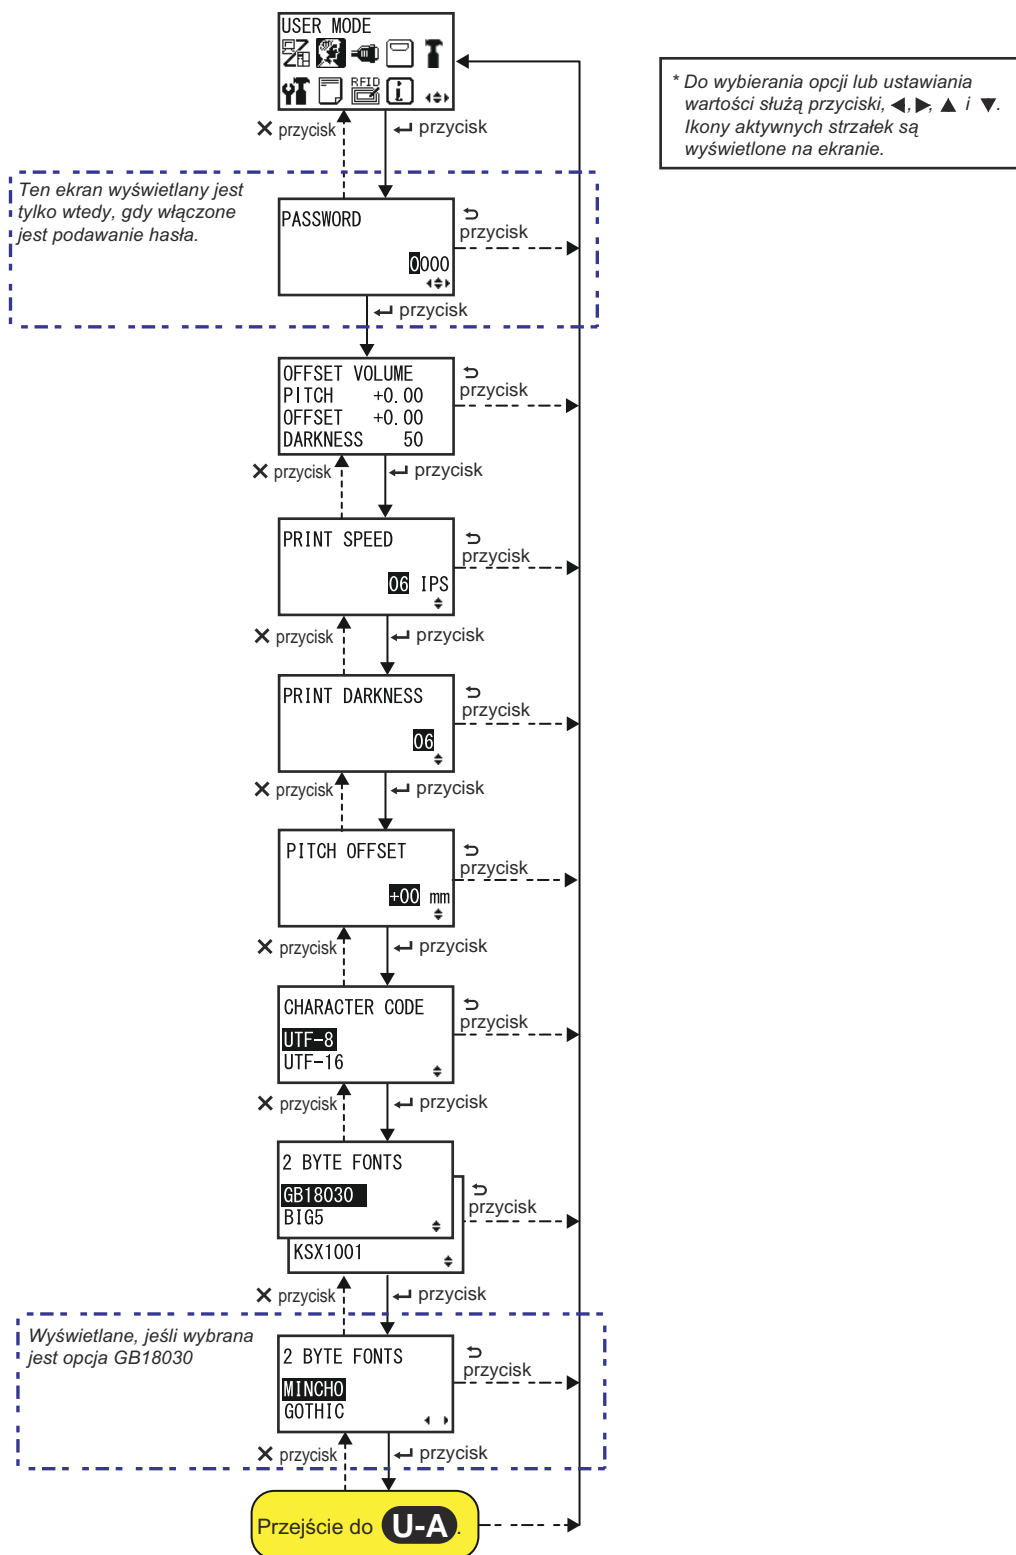 USER MODE
RFID
* Do wybierania opcji lub ustawiania
wartości służą przyciski, ◀, ▶, ▲ i ▼.
Ikony aktywnych strzałek są
wyświetlone na ekranie.
✕ przycisk
↵ przycisk
Ten ekran wyświetlany jest
tylko wtedy, gdy włączone
jest podawanie hasła.
PASSWORD
0000
przycisk
↵ przycisk
OFFSET VOLUME
PITCH +0.00
OFFSET +0.00
DARKNESS 50
przycisk
✕ przycisk
↵ przycisk
PRINT SPEED
06 IPS
przycisk
✕ przycisk
↵ przycisk
PRINT DARKNESS
06
przycisk
✕ przycisk
↵ przycisk
PITCH OFFSET
+00 mm
przycisk
✕ przycisk
↵ przycisk
CHARACTER CODE
UTF-8
UTF-16
przycisk
✕ przycisk
↵ przycisk
2 BYTE FONTS
GB18030
BIG5
KSX1001
przycisk
✕ przycisk
↵ przycisk
Wyświetlane, jeśli wybrana
jest opcja GB18030
2 BYTE FONTS
MINCHO
GOTHIC
przycisk
✕ przycisk
↵ przycisk
Przejście do U-A.